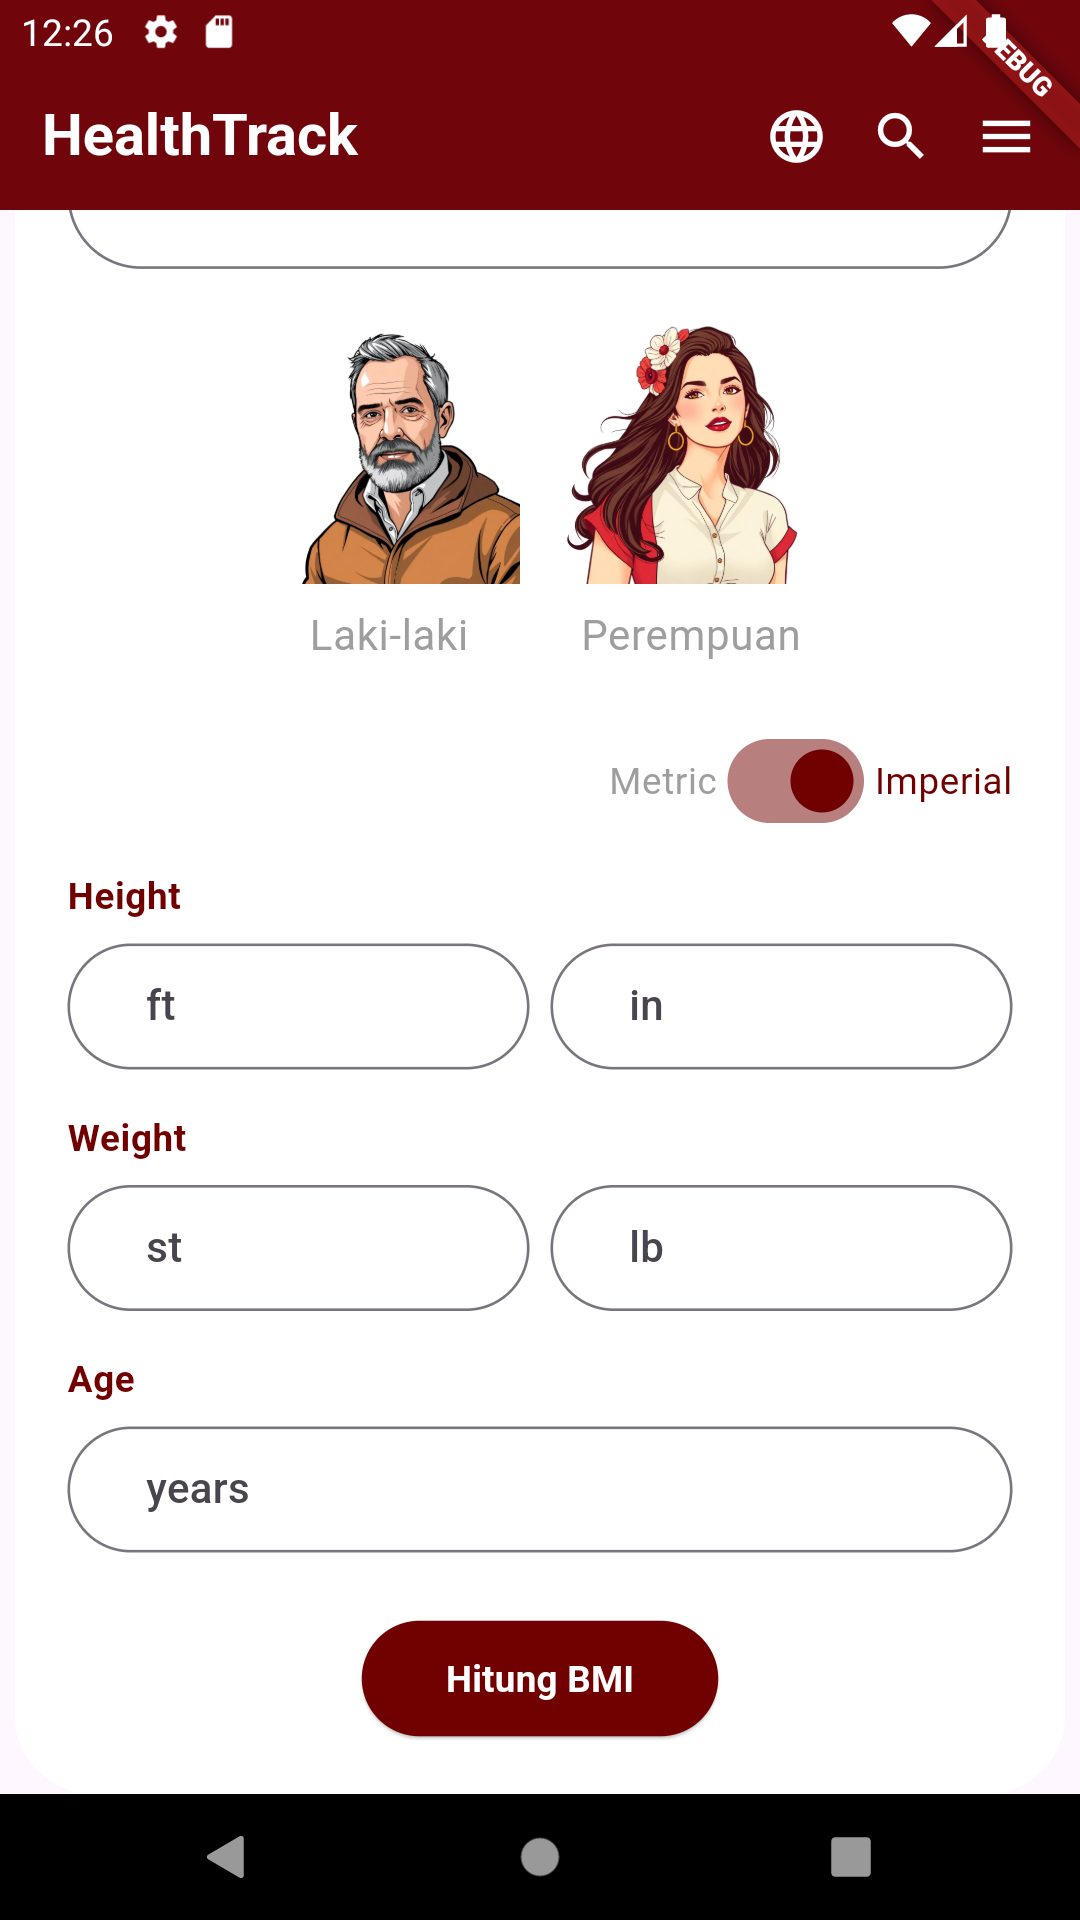 12:26
EBUG
HealthTrack
Laki-laki
Perempuan
Metric
Imperial
Height
ft
in
Weight
st
lb
Age
years
Hitung BMI